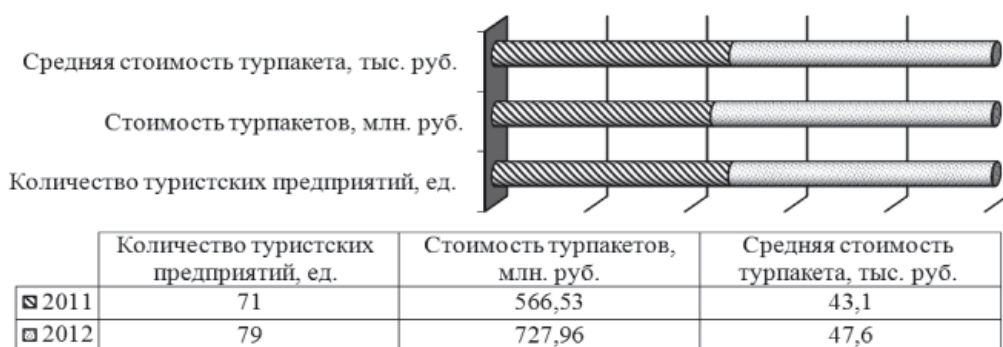 Средняя стоимость турпакета, тыс. руб.
Стоимость турпакетов, млн. руб.
Количество туристских предприятий, ед.
Количество туристских предприятий, ед.
Стоимость турпакетов, млн. руб.
Средняя стоимость турпакета, тыс. руб.
2011 71 566,53 43,1
2012 79 727,96 47,6